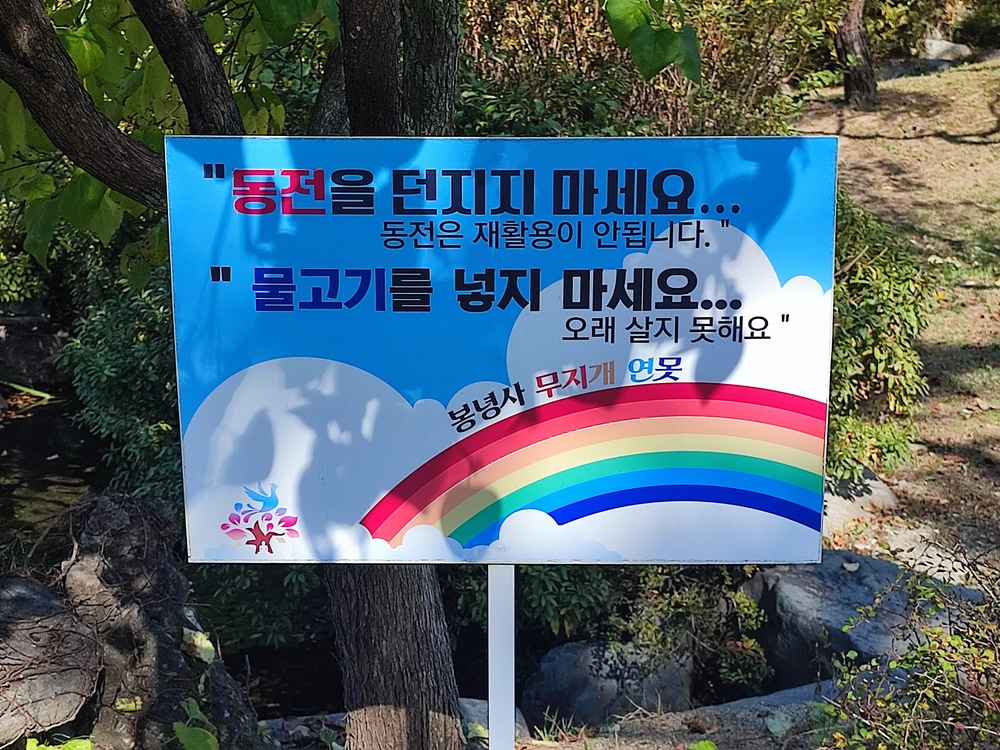 "동전을 던지지 마세요...
동전은 재활용이 안됩니다."
" 물고기를 넣지 마세요...
오래 살지 못해요"
봉녕사 무지개 연못